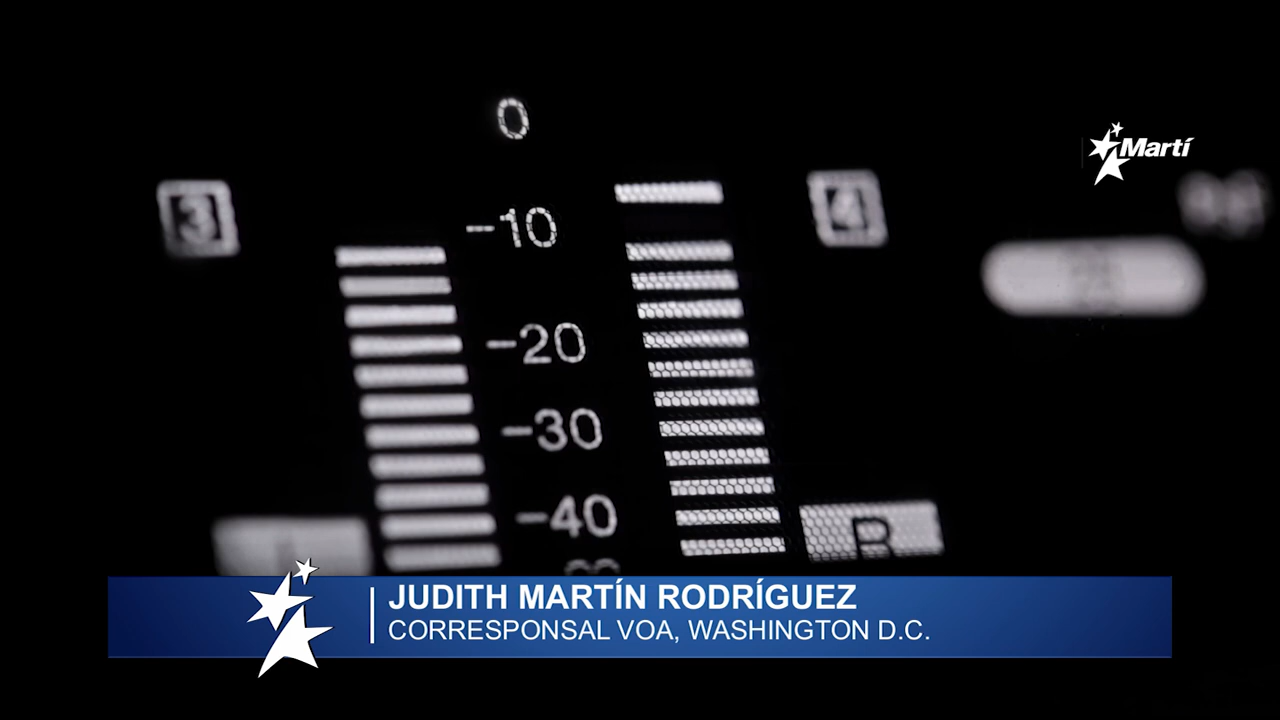 0
Martí
3
4
-10
-20
-30
-40
R
JUDITH MARTÍN RODRÍGUEZ
CORRESPONSAL VOA, WASHINGTON D.C.